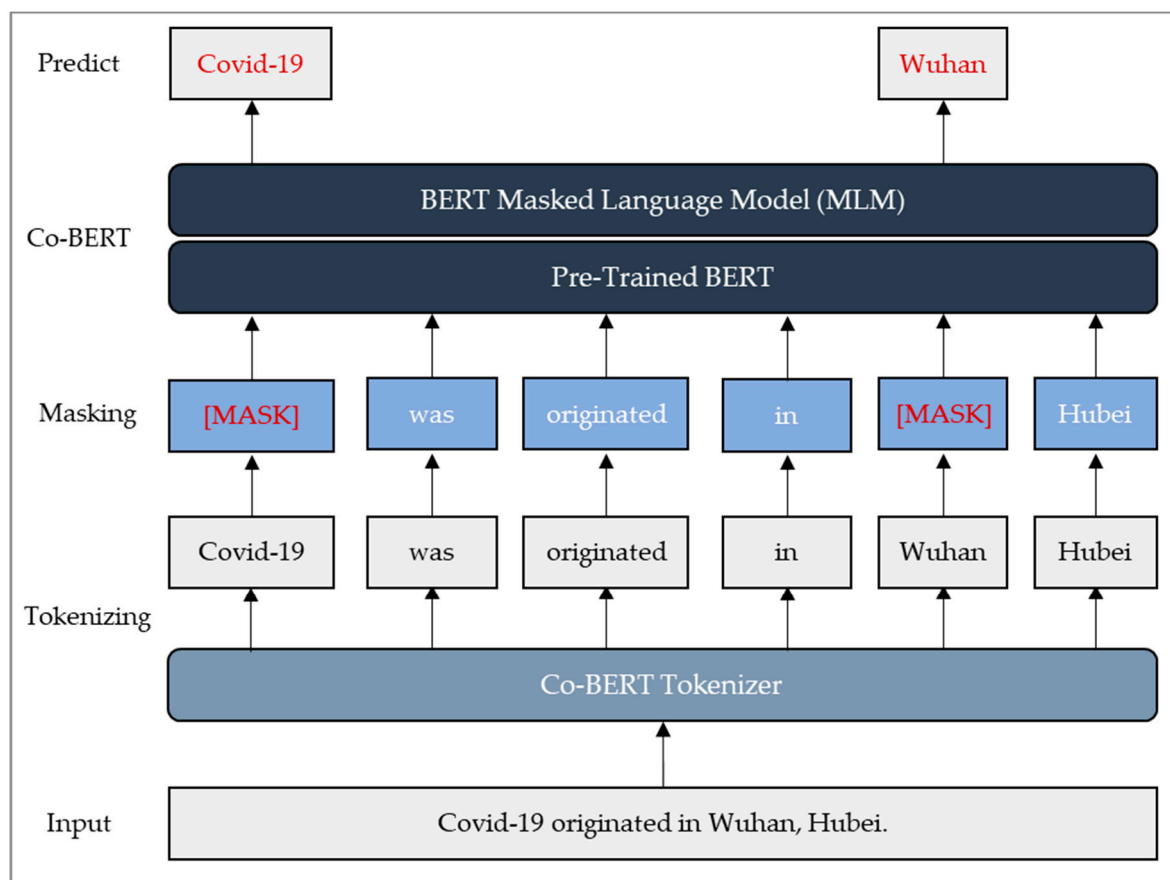 Predict Covid-19 Wuhan
BERT Masked Language Model (MLM)
Co-BERT
Pre-Trained BERT
Masking [MASK] was originated in [MASK] Hubei
Covid-19 was originated in Wuhan Hubei
Tokenizing
Co-BERT Tokenizer
Input Covid-19 originated in Wuhan, Hubei.